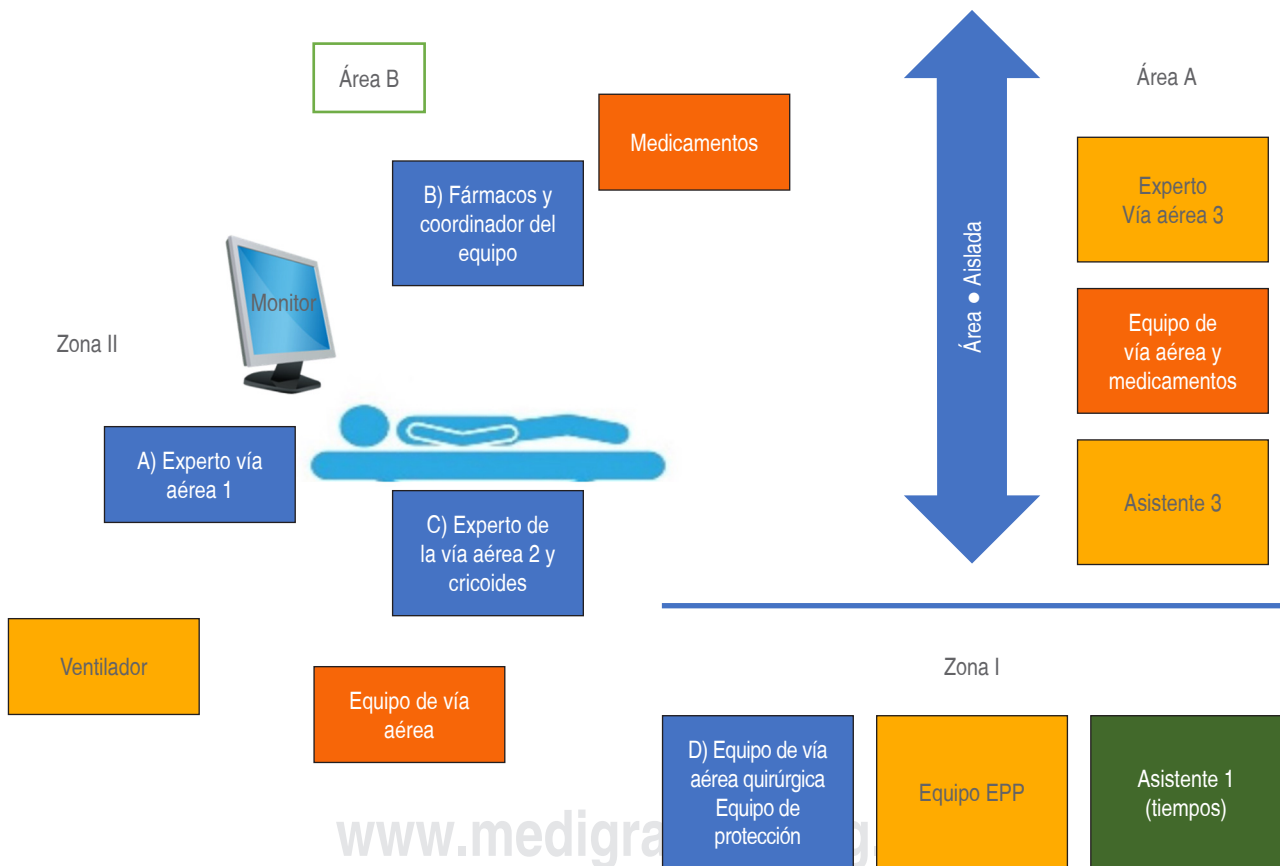 Área B
Medicamentos
B) Fármacos y
coordinador del
equipo
Monitor
Zona II
A) Experto vía
aérea 1
C) Experto de
la vía aérea 2 y
cricoides
Ventilador
Equipo de vía
aérea
Área • Aislada
Área A
Experto
Vía aérea 3
Equipo de
vía aérea y
medicamentos
Asistente 3
Zona I
D) Equipo de vía
aérea quirúrgica
Equipo de
protección
Equipo EPP
Asistente 1
(tiempos)